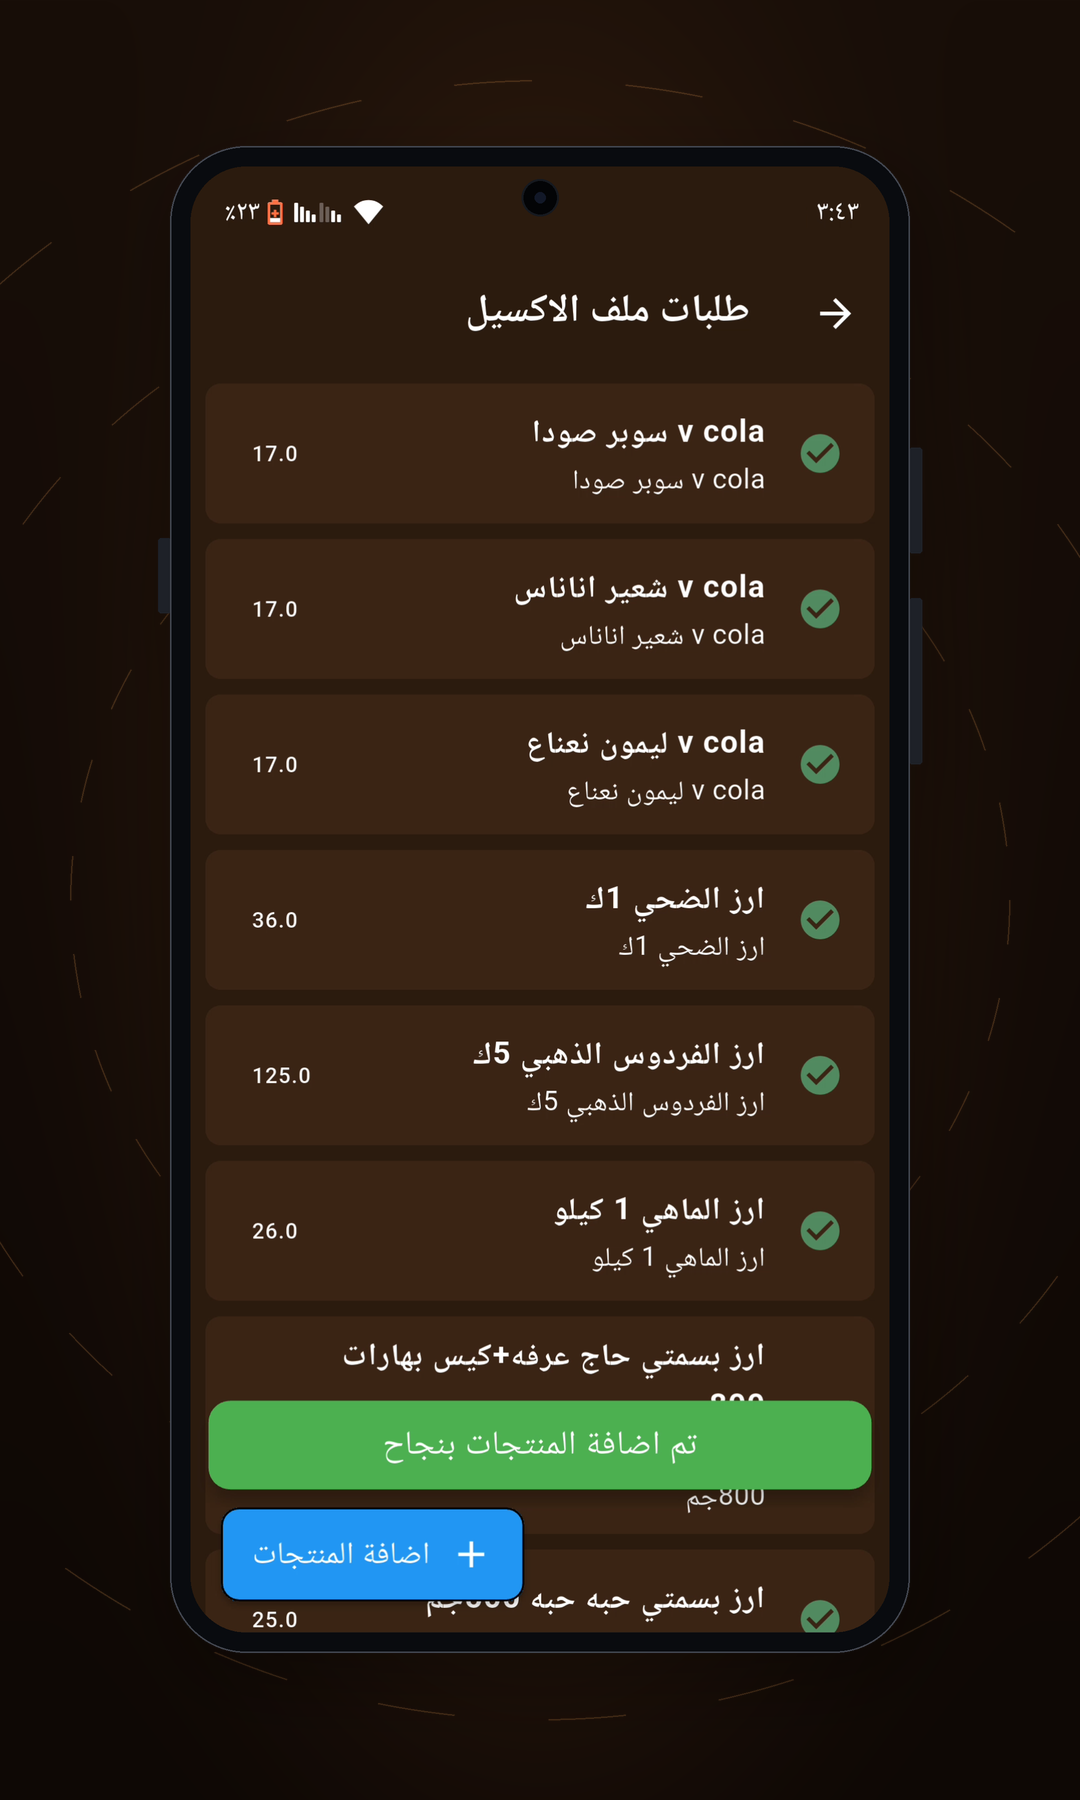 ٣:٤٣
٪٢٣
طلبات ملف الاكسيل
v cola سوبر صودا
v cola سوبر صودا
17.0
v cola شعير اناناس
v cola شعير اناناس
17.0
v cola ليمون نعناع
v cola ليمون نعناع
17.0
ارز الضحي 1ك
ارز الضحي 1ك
36.0
ارز الفردوس الذهبي 5ك
ارز الفردوس الذهبي 5ك
125.0
ارز الماهي 1 كيلو
ارز الماهي 1 كيلو
26.0
ارز بسمتي حاج عرفه+كيس بهارات
تم اضافة المنتجات بنجاح
800جم
اضافة المنتجات
ارز بسمتي حبه حبه
25.0